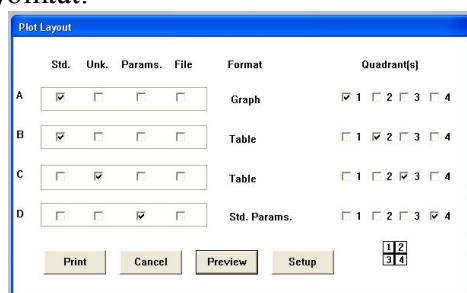 Plot Layout
Std. Unk. Params. File Format Quadrant(s)
A Graph 1 2 3 4
B Table 1 2 3 4
C Table 1 2 3 4
D Std. Params. 1 2 3 4
Print Cancel Preview Setup
1 2
3 4